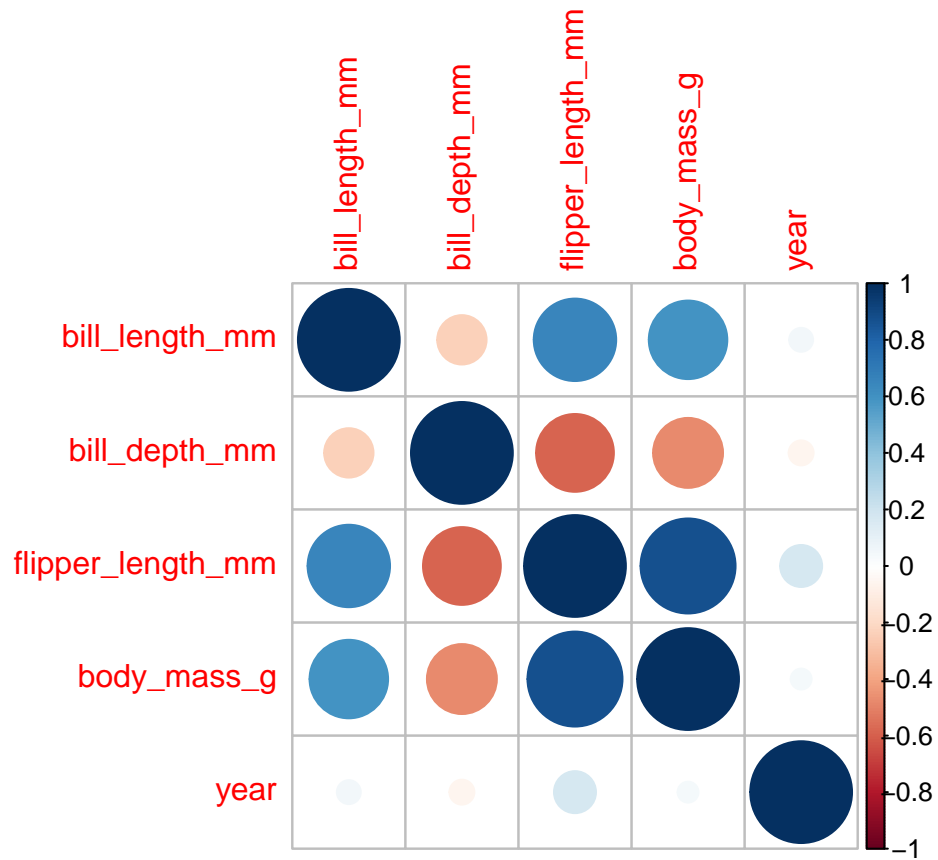 bill_length_mm
bill_depth_mm
flipper_length_mm
body_mass_g
year
bill_length_mm
bill_depth_mm
flipper_length_mm
body_mass_g
year
1
0.8
0.6
0.4
0.2
0
−0.2
−0.4
−0.6
−0.8
−1